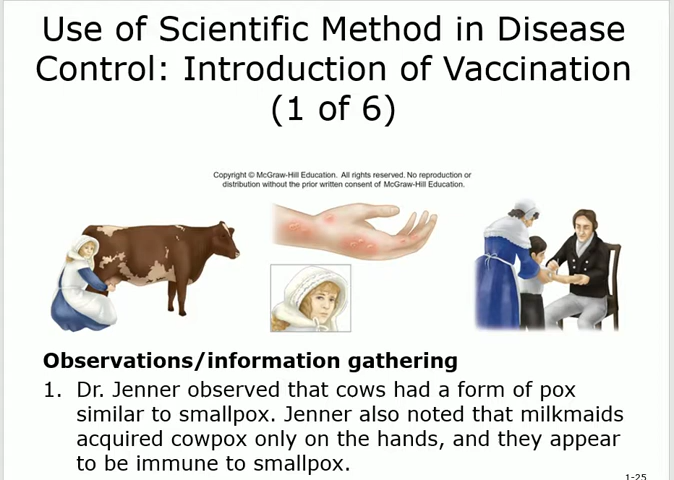 Use of Scientific Method in Disease
Control: Introduction of Vaccination
(1 of 6)
Copyright © McGraw-Hill Education. All rights reserved. No reproduction or
distribution without the prior written consent of McGraw-Hill Education.
Observations/information gathering
1. Dr. Jenner observed that cows had a form of pox
similar to smallpox. Jenner also noted that milkmaids
acquired cowpox only on the hands, and they appear
to be immune to smallpox.
1-25